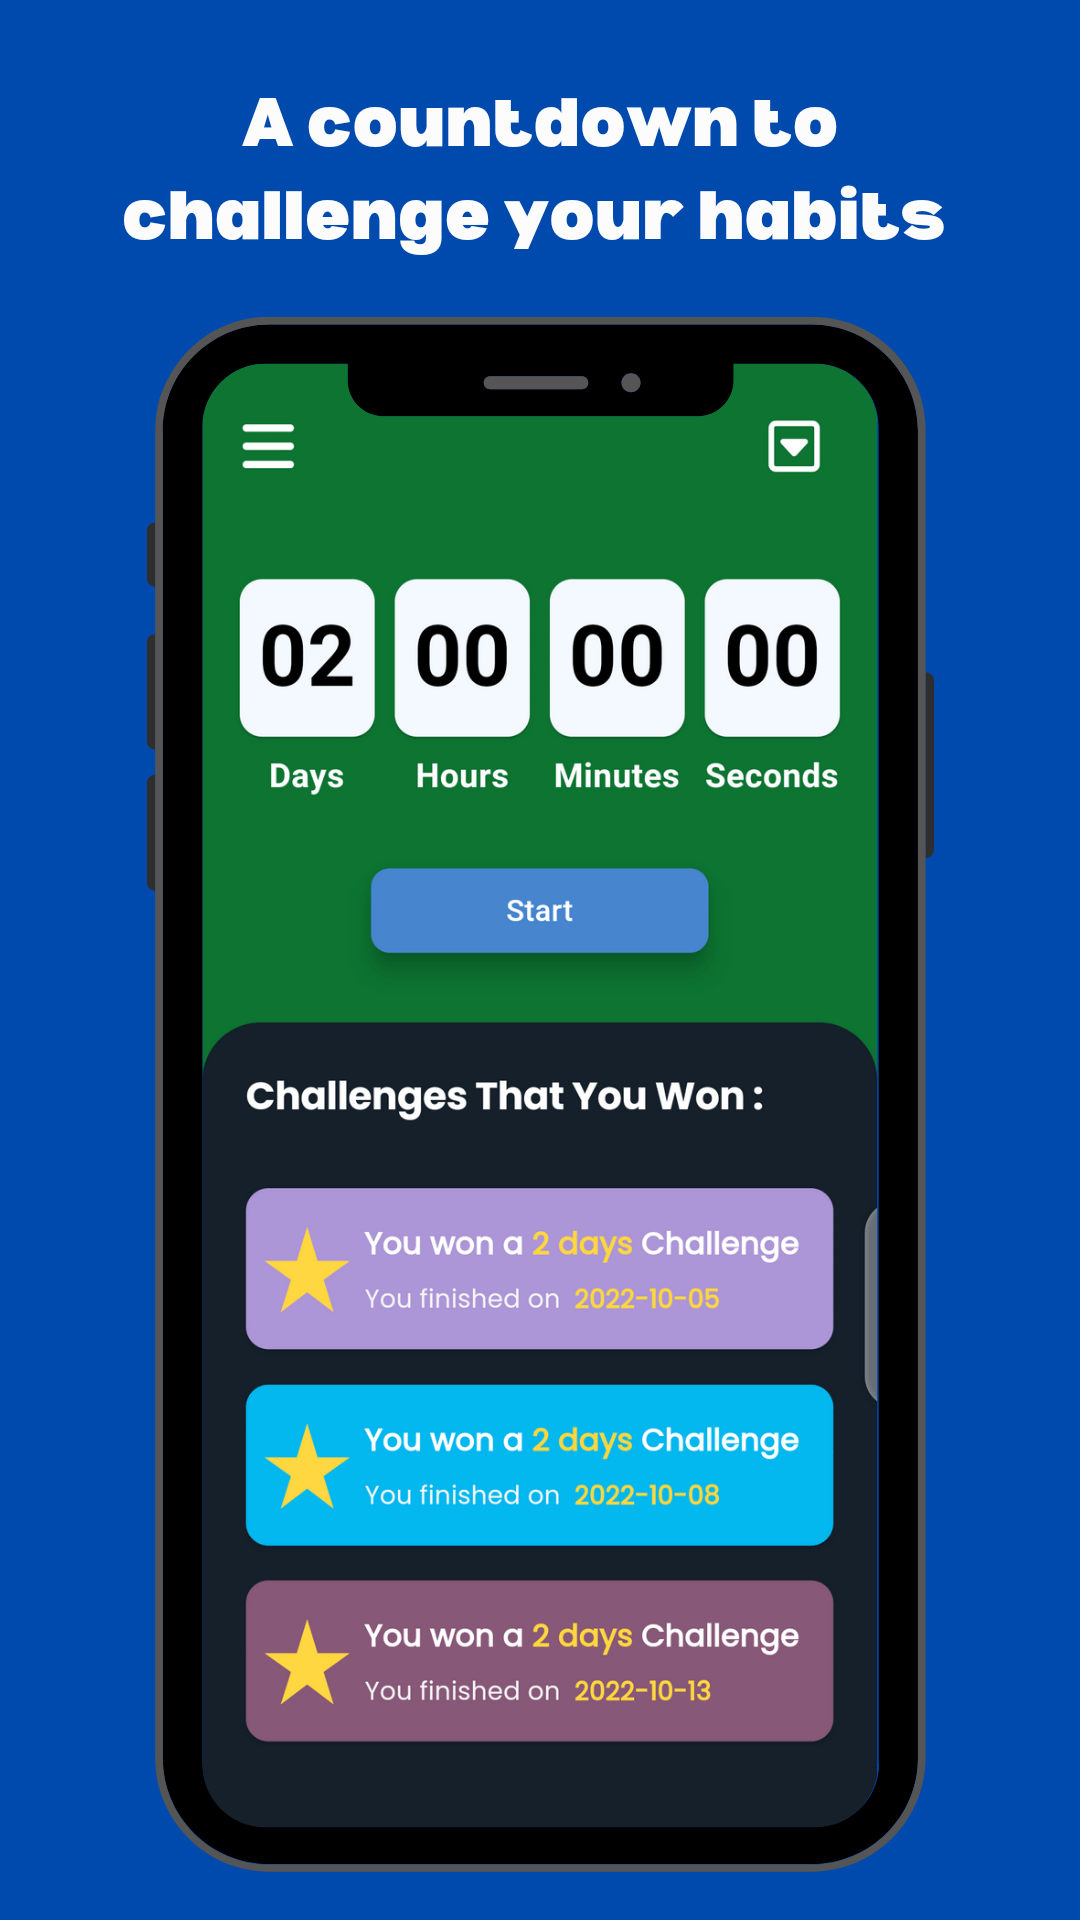 A countdown to
challenge your habits
02 00 00 00
Days Hours Minutes Seconds
Start
Challenges That You Won :
You won a 2 days Challenge
You finished on 2022-10-05
You won a 2 days Challenge
You finished on 2022-10-08
You won a 2 days Challenge
You finished on 2022-10-13